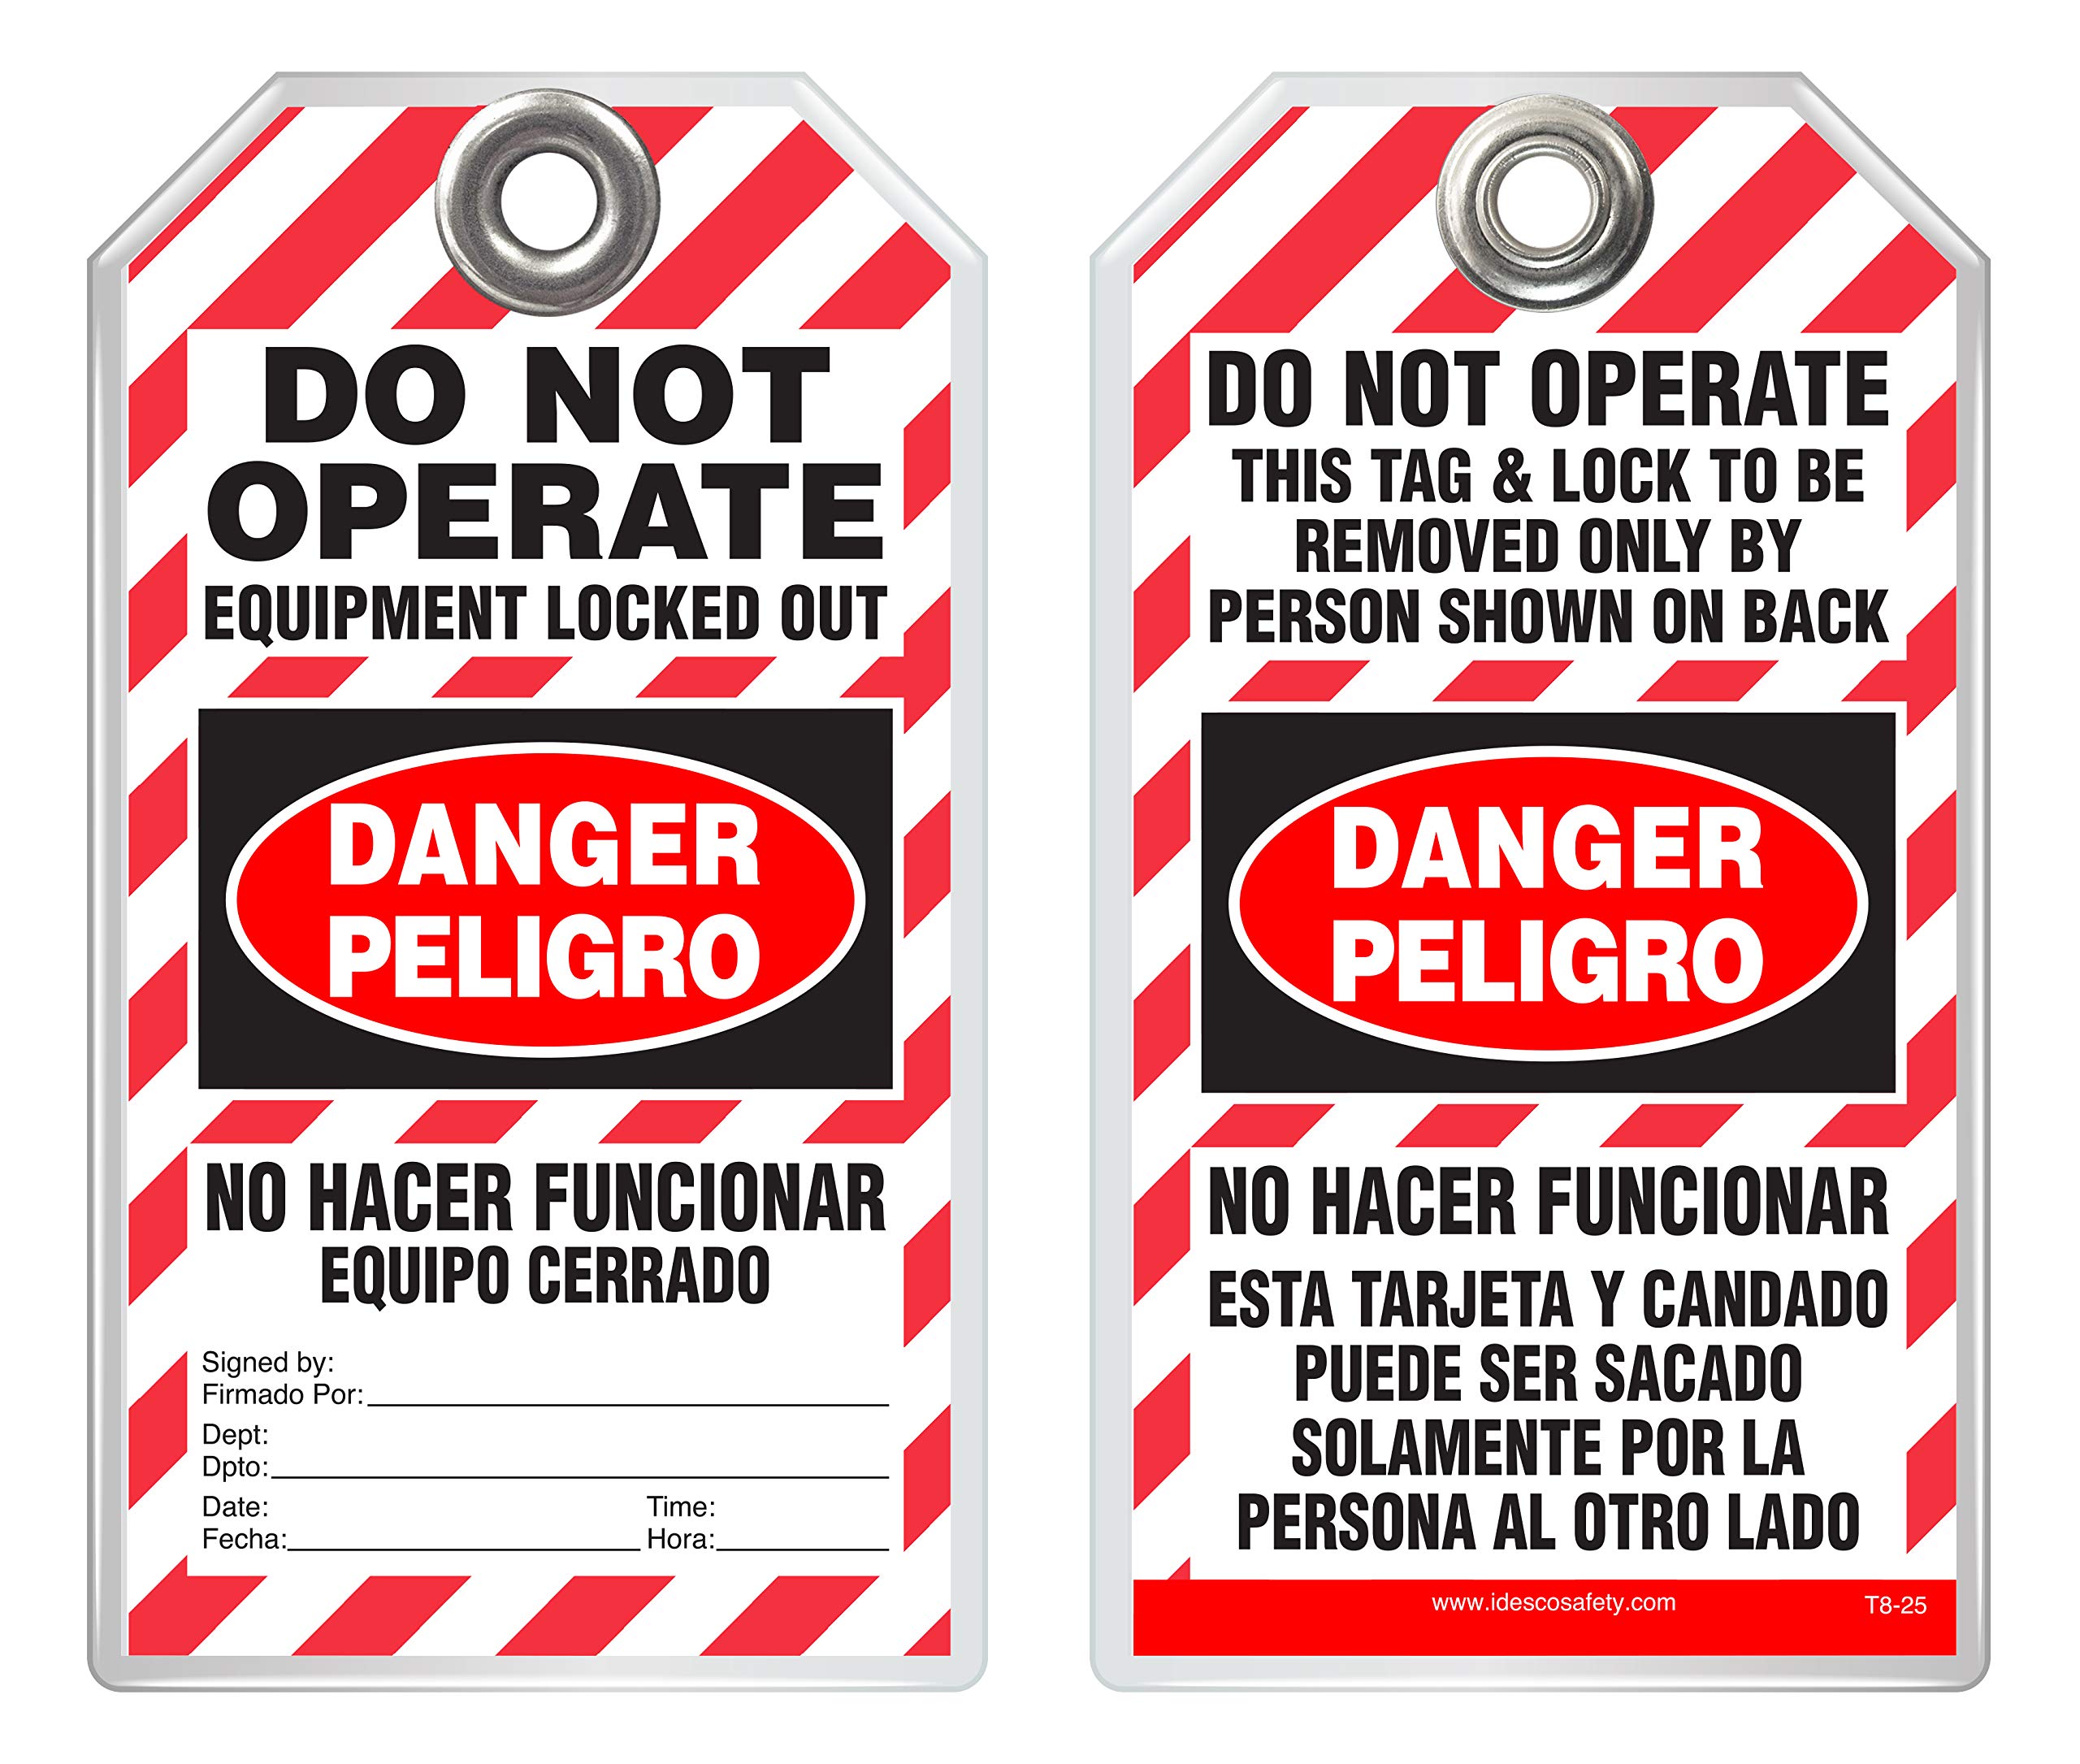 DO NOT
OPERATE
EQUIPMENT LOCKED OUT
DANGER
PELIGRO
NO HACER FUNCIONAR
EQUIPO CERRADO
Signed by:
Firmado Por:
Dept:
Dpto:
Date: Time:
Fecha: Hora:
DO NOT OPERATE
THIS TAG & LOCK TO BE
REMOVED ONLY BY
PERSON SHOWN ON BACK
DANGER
PELIGRO
NO HACER FUNCIONAR
ESTA TARJETA Y CANDADO
PUEDE SER SACADO
SOLAMENTE POR LA
PERSONA AL OTRO LADO
www.idescosafety.com T8-25